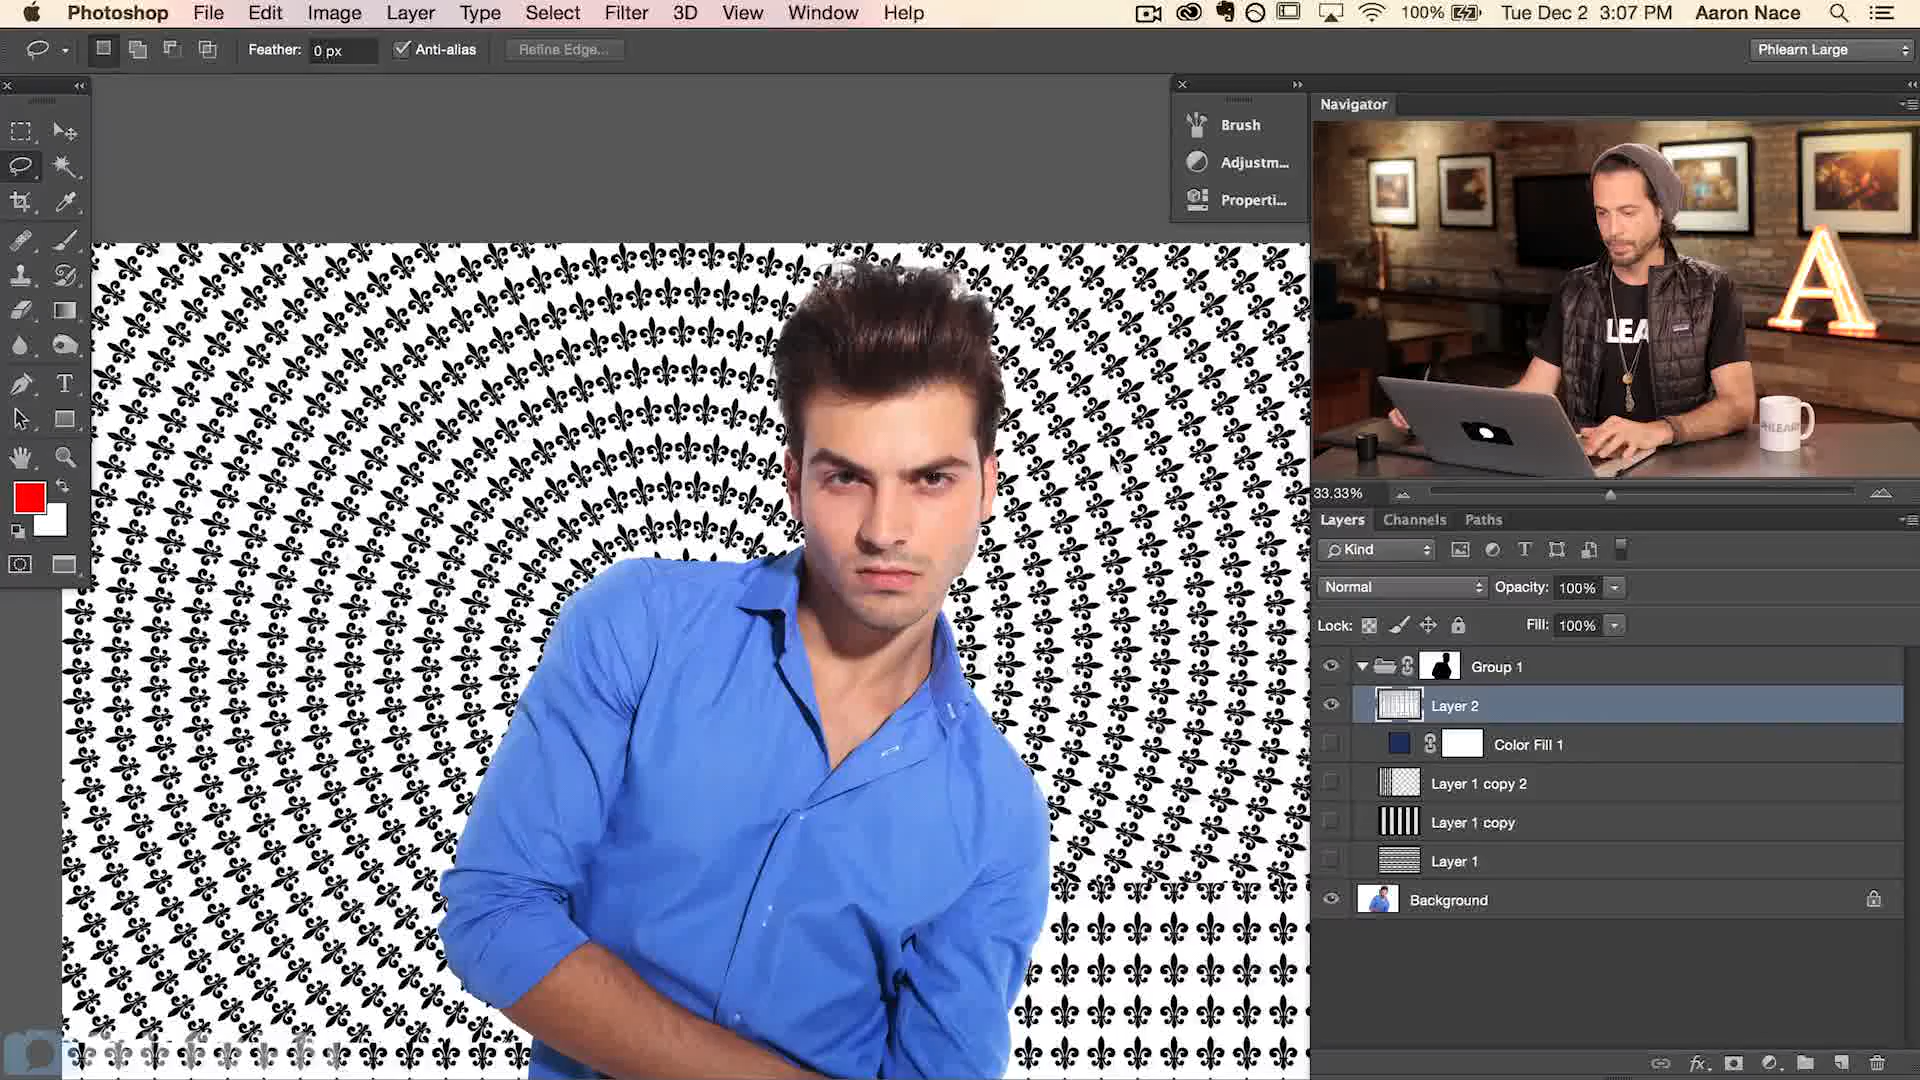 Photoshop File Edit Image Layer Type Select Filter 3D View Window Help 100% Tue Dec 2 3:07 PM Aaron Nace
Feather: 0 px Anti-alias Refine Edge... Phlearn Large
Navigator
Brush
Adjustm...
Properti...
A
LEA
PHLEARN
T
33.33%
Layers Channels Paths
Kind T
Normal Opacity: 100%
Lock: Fill: 100%
Group 1
Layer 2
Color Fill 1
Layer 1 copy 2
Layer 1 copy
Layer 1
Background
fx